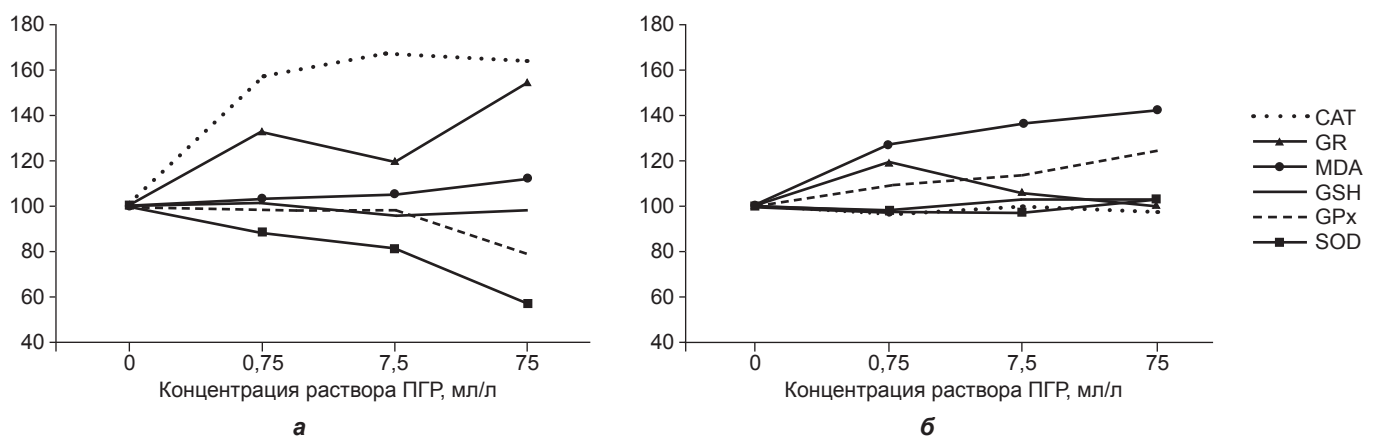 180
160
140
120
100
80
60
40
0 0,75 7,5 75
Концентрация раствора ПГР, мл/л
а
180
160
140
120
100
80
60
40
0 0,75 7,5 75
Концентрация раствора ПГР, мл/л
б
CAT
GR
MDA
GSH
GPx
SOD